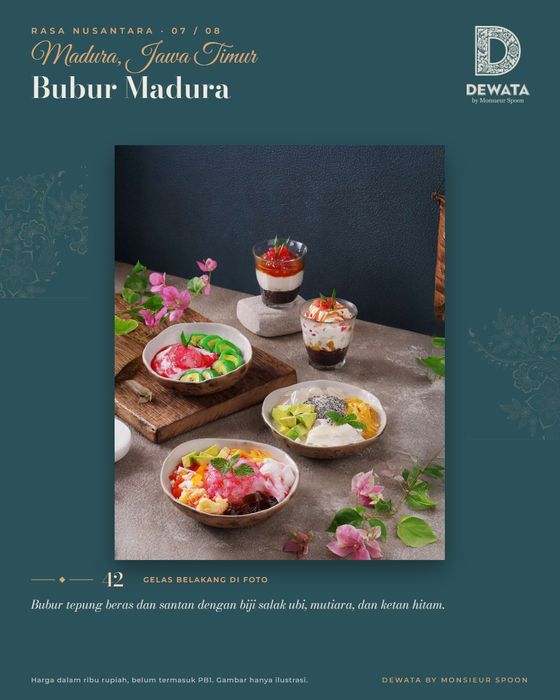 RASA NUSANTARA · 07 / 08
Madura, Jawa Timur
Bubur Madura
D
DEWATA
by Monsieur Spoon
42 GELAS BELAKANG DI FOTO
Bubur tepung beras dan santan dengan biji salak ubi, mutiara, dan ketan hitam.
Harga dalam ribu rupiah, belum termasuk PB1. Gambar hanya ilustrasi.
DEWATA BY MONSIEUR SPOON